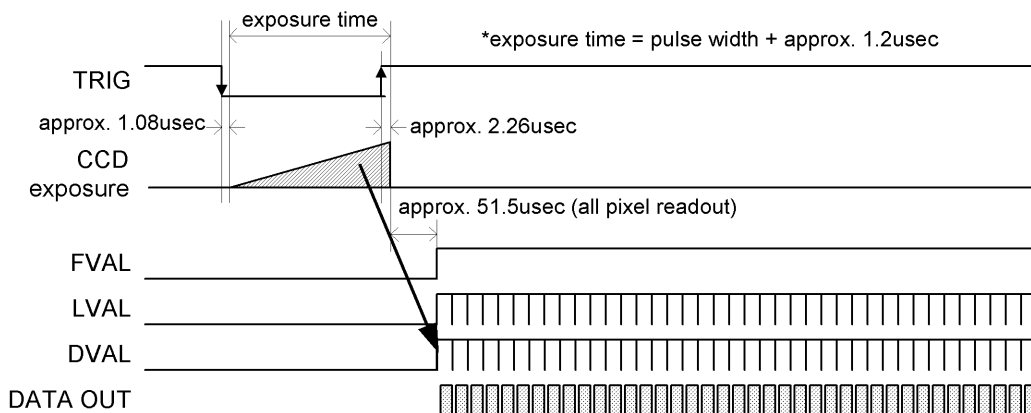 exposure time
*exposure time = pulse width + approx. 1.2usec
TRIG
approx. 1.08usec
approx. 2.26usec
CCD
exposure
approx. 51.5usec (all pixel readout)
FVAL
LVAL
DVAL
DATA OUT